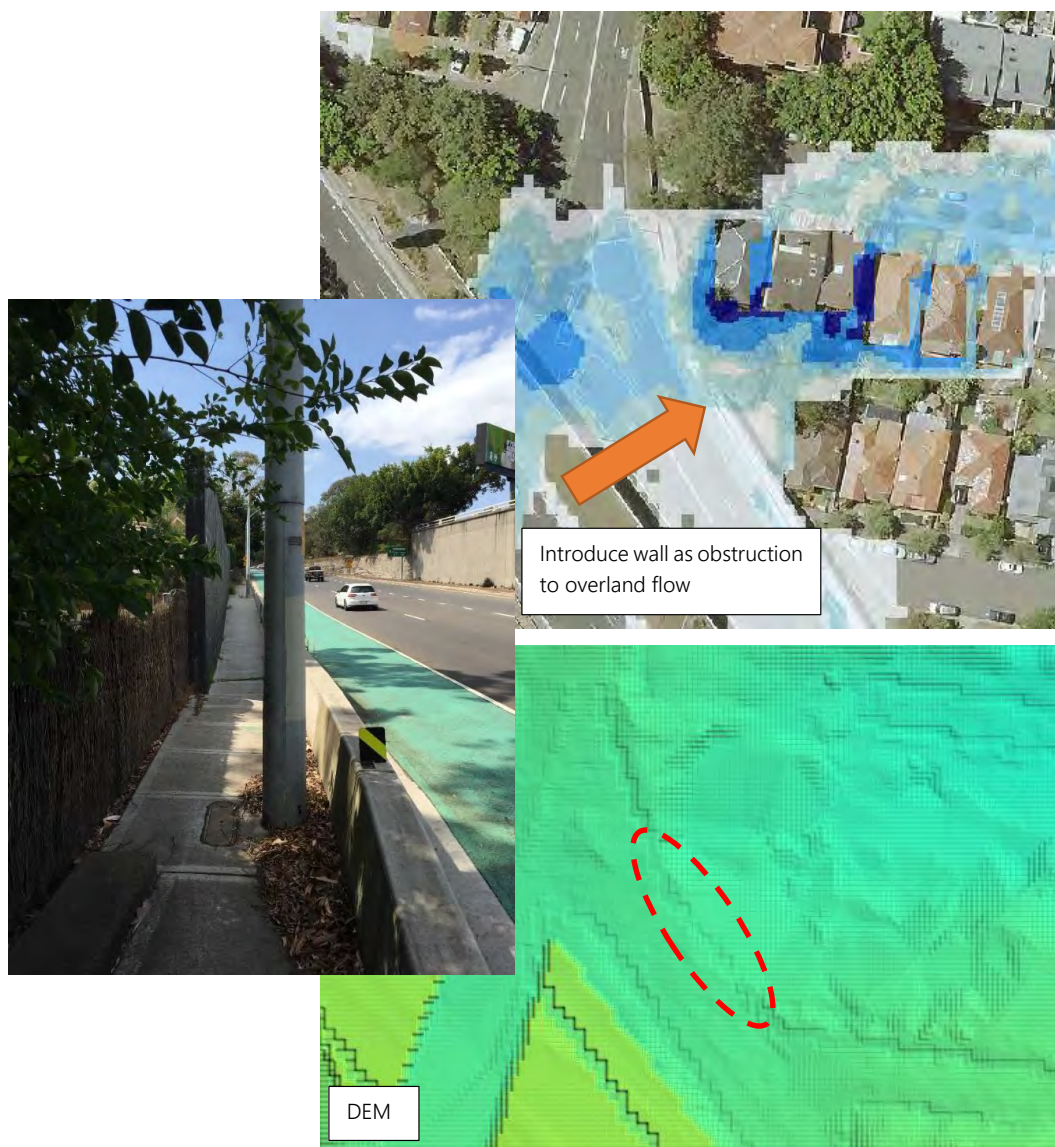 Introduce wall as obstruction
to overland flow
DEM